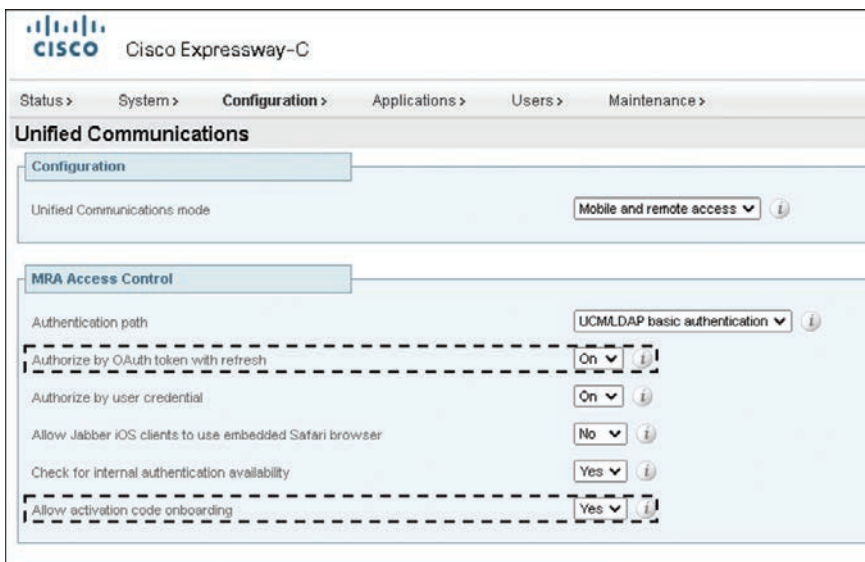 CISCO Cisco Expressway-C
Status > System > Configuration > Applications > Users > Maintenance >
Unified Communications
Configuration
Unified Communications mode Mobile and remote access i
MRA Access Control
Authentication path UCM/LDAP basic authentication i
Authorize by OAuth token with refresh On i
Authorize by user credential On i
Allow Jabber iOS clients to use embedded Safari browser No i
Check for internal authentication availability Yes i
Allow activation code onboarding Yes i